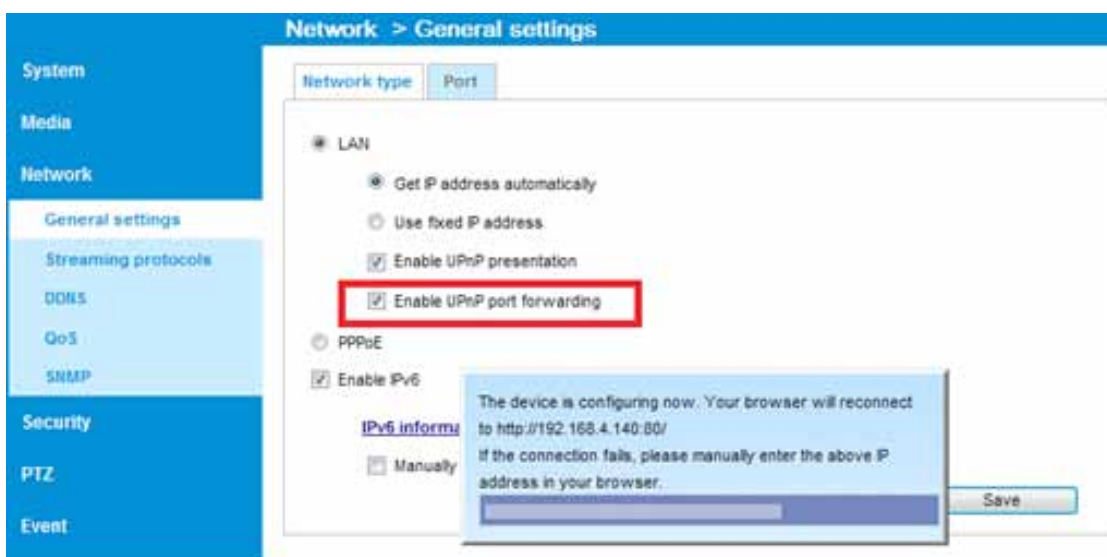 Network > General settings
System
Media
Network
General settings
Streaming protocols
DDNS
QoS
SNMP
Security
PTZ
Event
Network type
Port
LAN
Get IP address automatically
Use fixed IP address
Enable UPnP presentation
Enable UPnP port forwarding
PPPoE
Enable IPv6
IPv6 informa
Manually
The device is configuring now. Your browser will reconnect
to http://192.168.4.140:80/
If the connection fails, please manually enter the above IP
address in your browser.
Save